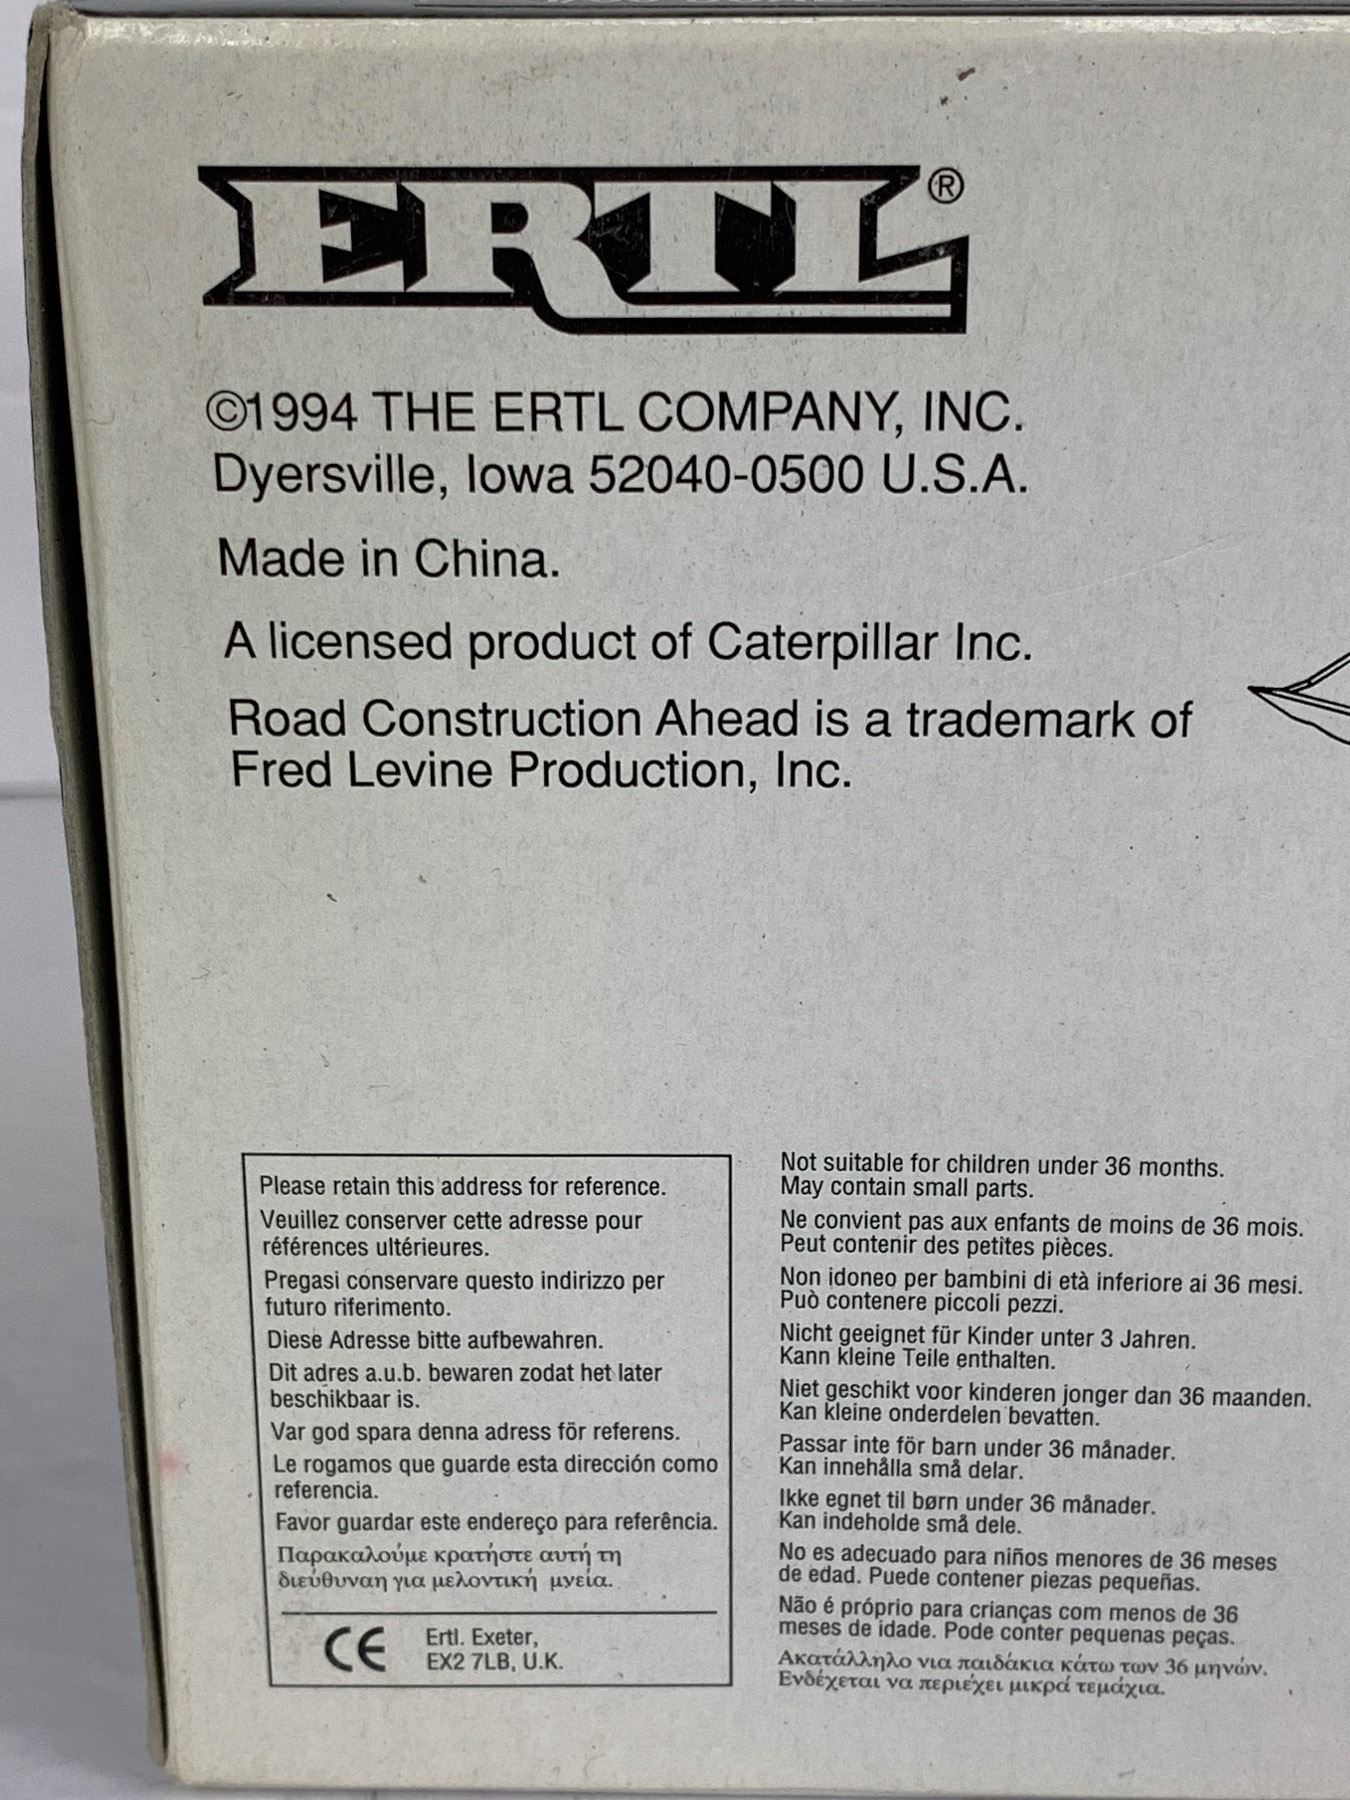 ERTL®
©1994 THE ERTL COMPANY, INC.
Dyersville, Iowa 52040-0500 U.S.A.
Made in China.
A licensed product of Caterpillar Inc.
Road Construction Ahead is a trademark of
Fred Levine Production, Inc.
Please retain this address for reference.
Veuillez conserver cette adresse pour
références ultérieures.
Pregasi conservare questo indirizzo per
futuro riferimento.
Diese Adresse bitte aufbewahren.
Dit adres a.u.b. bewaren zodat het later
beschikbaar is.
Var god spara denna adress för referens.
Le rogamos que guarde esta dirección como
referencia.
Favor guardar este endereço para referência.
Παρακαλούμε κρατήστε αυτή τη
διεύθυναη για μελοντική μνεία.
CE
Ertl. Exeter,
EX2 7LB, U.K.
Not suitable for children under 36 months.
May contain small parts.
Ne convient pas aux enfants de moins de 36 mois.
Peut contenir des petites pièces.
Non idoneo per bambini di età inferiore ai 36 mesi.
Può contenere piccoli pezzi.
Nicht geeignet für Kinder unter 3 Jahren.
Kann kleine Teile enthalten.
Niet geschikt voor kinderen jonger dan 36 maanden.
Kan kleine onderdelen bevatten.
Passar inte för barn under 36 månader.
Kan innehålla små delar.
Ikke egnet til børn under 36 månader.
Kan indeholde små dele.
No es adecuado para niños menores de 36 meses
de edad. Puede contener piezas pequeñas.
Não é próprio para crianças com menos de 36
meses de idade. Pode conter pequenas peças.
Ακατάλληλο νια παιδάκια κάτω των 36 μηνών.
Ενδέχεται να περιέχει μικρά τεμάχια.